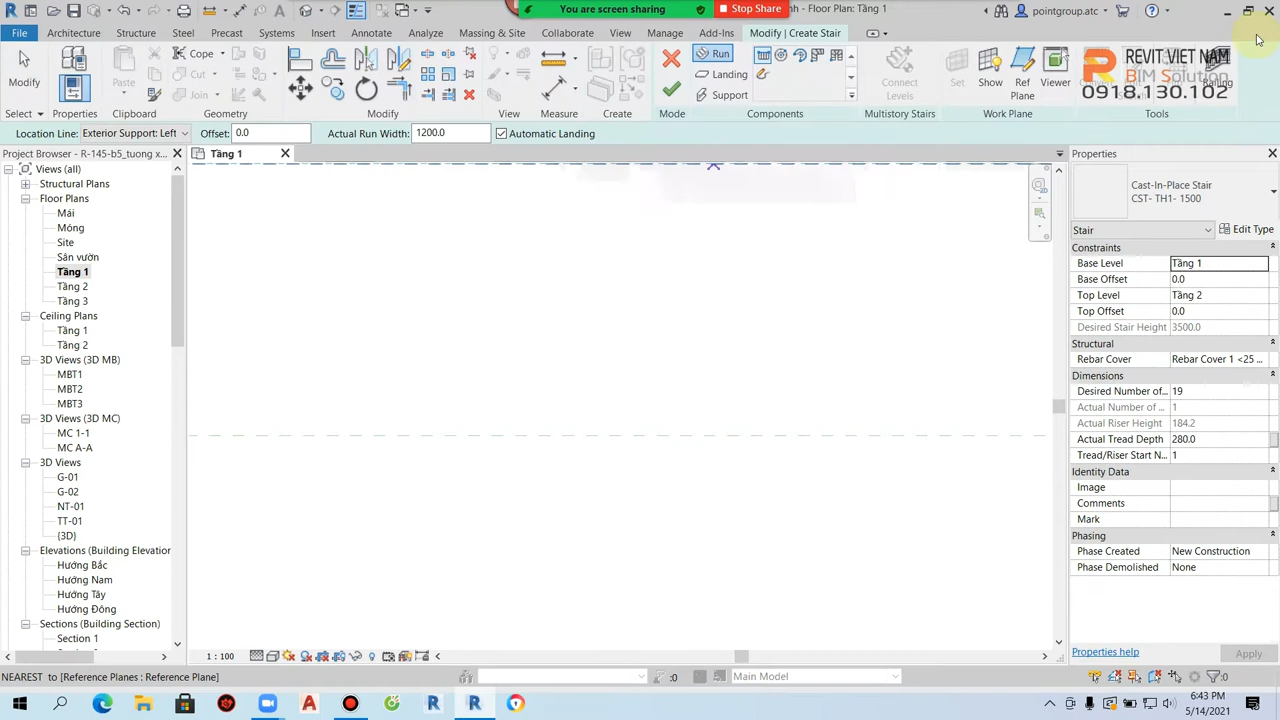 You are screen sharing
Stop Share
nh - Floor Plan: Tầng 1
pointgroup.atc
File
Architecture
Structure
Steel
Precast
Systems
Insert
Annotate
Analyze
Massing & Site
Collaborate
View
Manage
Add-Ins
Modify | Create Stair
Modify
Paste
Cope
Cut
Join
Run
Landing
Support
Connect
Levels
Set
Show
Ref
Plane
Viewer
Railing
REVIT VIET NAM
BIM Solution
0918.130.102
Select
Properties
Clipboard
Geometry
Modify
View
Measure
Create
Mode
Components
Multistory Stairs
Work Plane
Tools
Location Line: Exterior Support: Left
Offset: 0.0
Actual Run Width: 1200.0
Automatic Landing
Project Browser - R-145-b5_tuong x...
Tầng 1
Properties
Views (all)
Structural Plans
Floor Plans
Mái
Móng
Site
Sân vườn
Tầng 1
Tầng 2
Tầng 3
Ceiling Plans
Tầng 1
Tầng 2
3D Views (3D MB)
MBT1
MBT2
MBT3
3D Views (3D MC)
MC 1-1
MC A-A
3D Views
G-01
G-02
NT-01
TT-01
{3D}
Elevations (Building Elevation
Hướng Bắc
Hướng Nam
Hướng Tây
Hướng Đông
Sections (Building Section)
Section 1
Cast-In-Place Stair
CST- TH1- 1500
Stair
Edit Type
Constraints
Base Level Tầng 1
Base Offset 0.0
Top Level Tầng 2
Top Offset 0.0
Desired Stair Height 3500.0
Structural
Rebar Cover Rebar Cover 1 <25 ...
Dimensions
Desired Number of... 19
Actual Number of ... 1
Actual Riser Height 184.2
Actual Tread Depth 280.0
Tread/Riser Start N... 1
Identity Data
Image
Comments
Mark
Phasing
Phase Created New Construction
Phase Demolished None
Properties help
Apply
1 : 100
NEAREST to [Reference Planes : Reference Plane]
:0
Main Model
:0
6:43 PM
5/14/2021